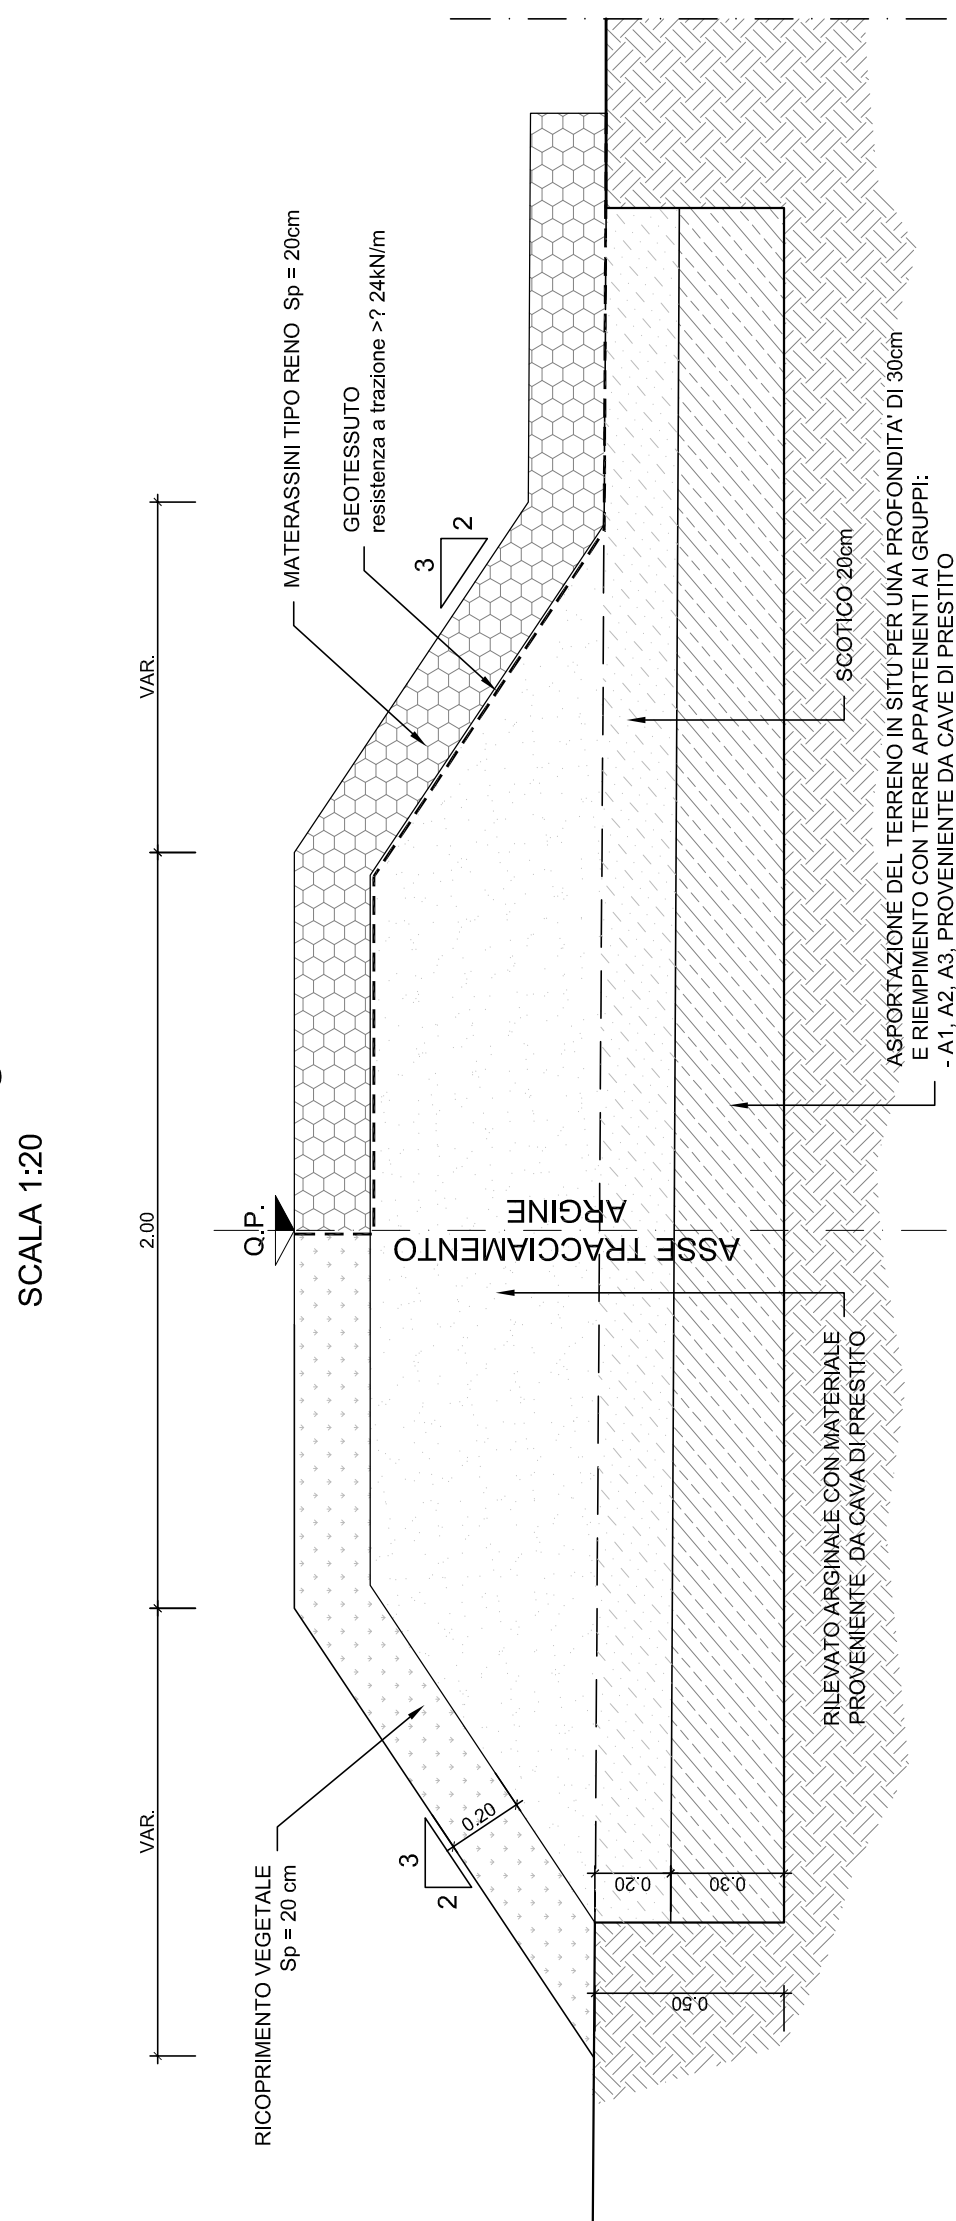 SCALA 1:20
VAR.
2.00
VAR.
RICOPRIMENTO VEGETALE
Sp = 20 cm
Q.P.
MATERASSINI TIPO RENO Sp = 20cm
GEOTESSUTO
resistenza a trazione >? 24kN/m
3
2
0.20
3
2
ASSE TRACCIAMENTO
ARGINE
0.20
0.30
0.50
RILEVATO ARGINALE CON MATERIALE
PROVENIENTE DA CAVA DI PRESTITO
SCOTICO 20cm
ASPORTAZIONE DEL TERRENO IN SITU PER UNA PROFONDITA' DI 30cm
E RIEMPIMENTO CON TERRE APPARTENENTI AI GRUPPI:
- A1, A2, A3, PROVENIENTE DA CAVE DI PRESTITO